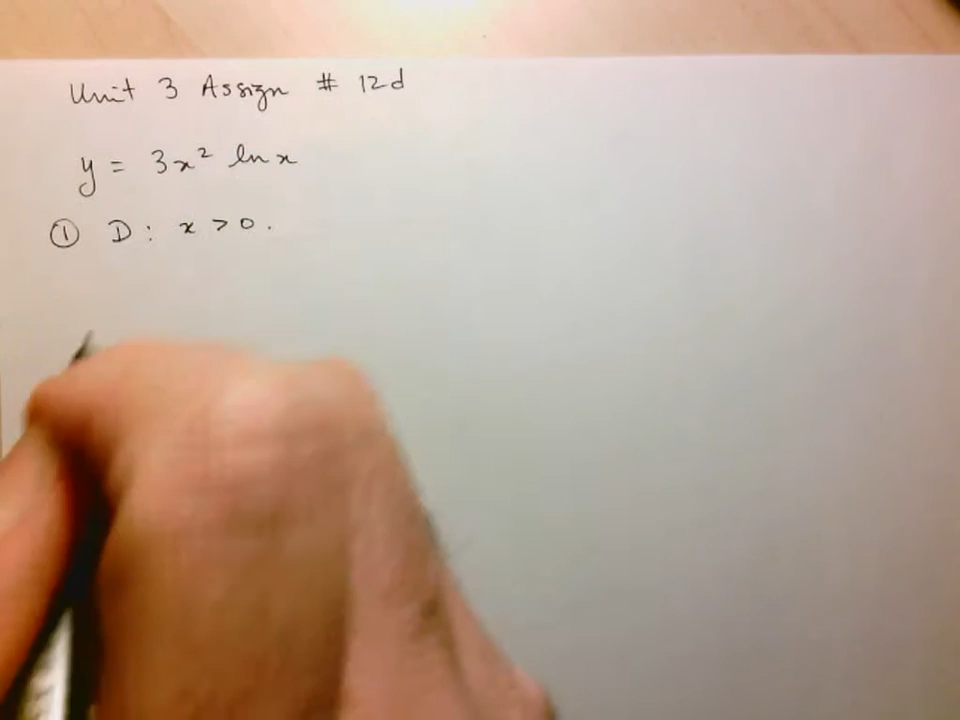 Unit 3 Assign # 12d
y = 3x² ln x
① D: x > 0.